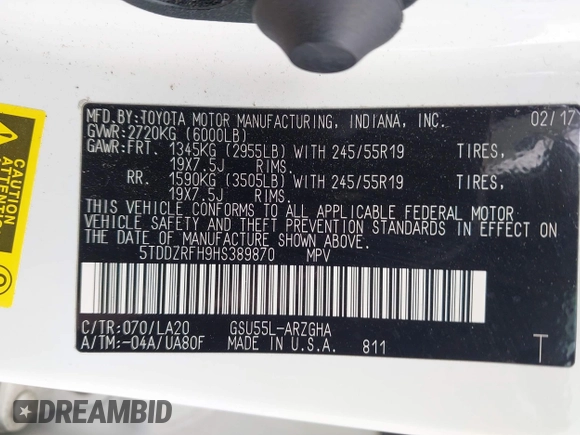 MFD. BY: TOYOTA MOTOR MANUFACTURING, INDIANA, INC. 02/17
GVWR: 2720KG (6000LB)
GAWR: FRT. 1345KG (2955LB) WITH 245/55R19 TIRES,
19X7.5J RIMS.
RR. 1590KG (3505LB) WITH 245/55R19 TIRES,
19X7.5J RIMS.
THIS VEHICLE CONFORMS TO ALL APPLICABLE FEDERAL MOTOR
VEHICLE SAFETY AND THEFT PREVENTION STANDARDS IN EFFECT
ON THE DATE OF MANUFACTURE SHOWN ABOVE.
5TDDZRFH9HS389870 MPV
C/TR: 070/LA20 GSU55L-ARZGHA
A/TM: -04A/UA80F MADE IN U.S.A. 811 T
CAUTION
DREAMBID